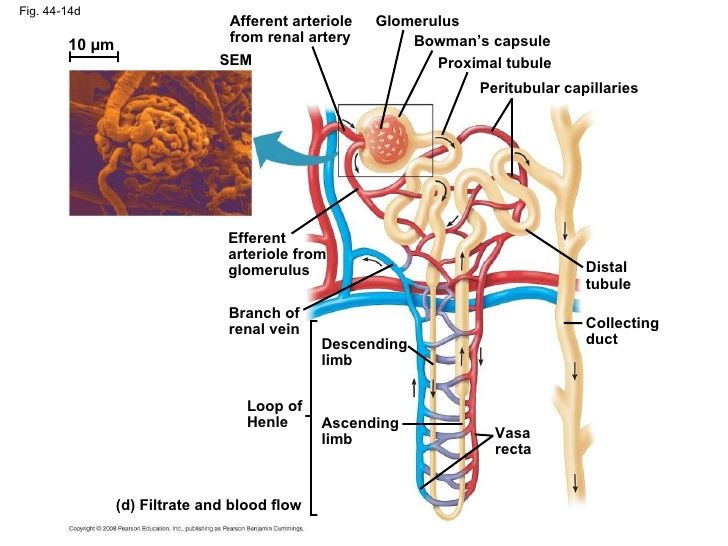 Fig. 44-14d
10 µm
SEM
Afferent arteriole
from renal artery
Glomerulus
Bowman’s capsule
Proximal tubule
Peritubular capillaries
Efferent
arteriole from
glomerulus
Distal
tubule
Branch of
renal vein
Collecting
duct
Descending
limb
Loop of
Henle
Ascending
limb
Vasa
recta
(d) Filtrate and blood flow
Copyright © 2008 Pearson Education, Inc., publishing as Pearson Benjamin Cummings.